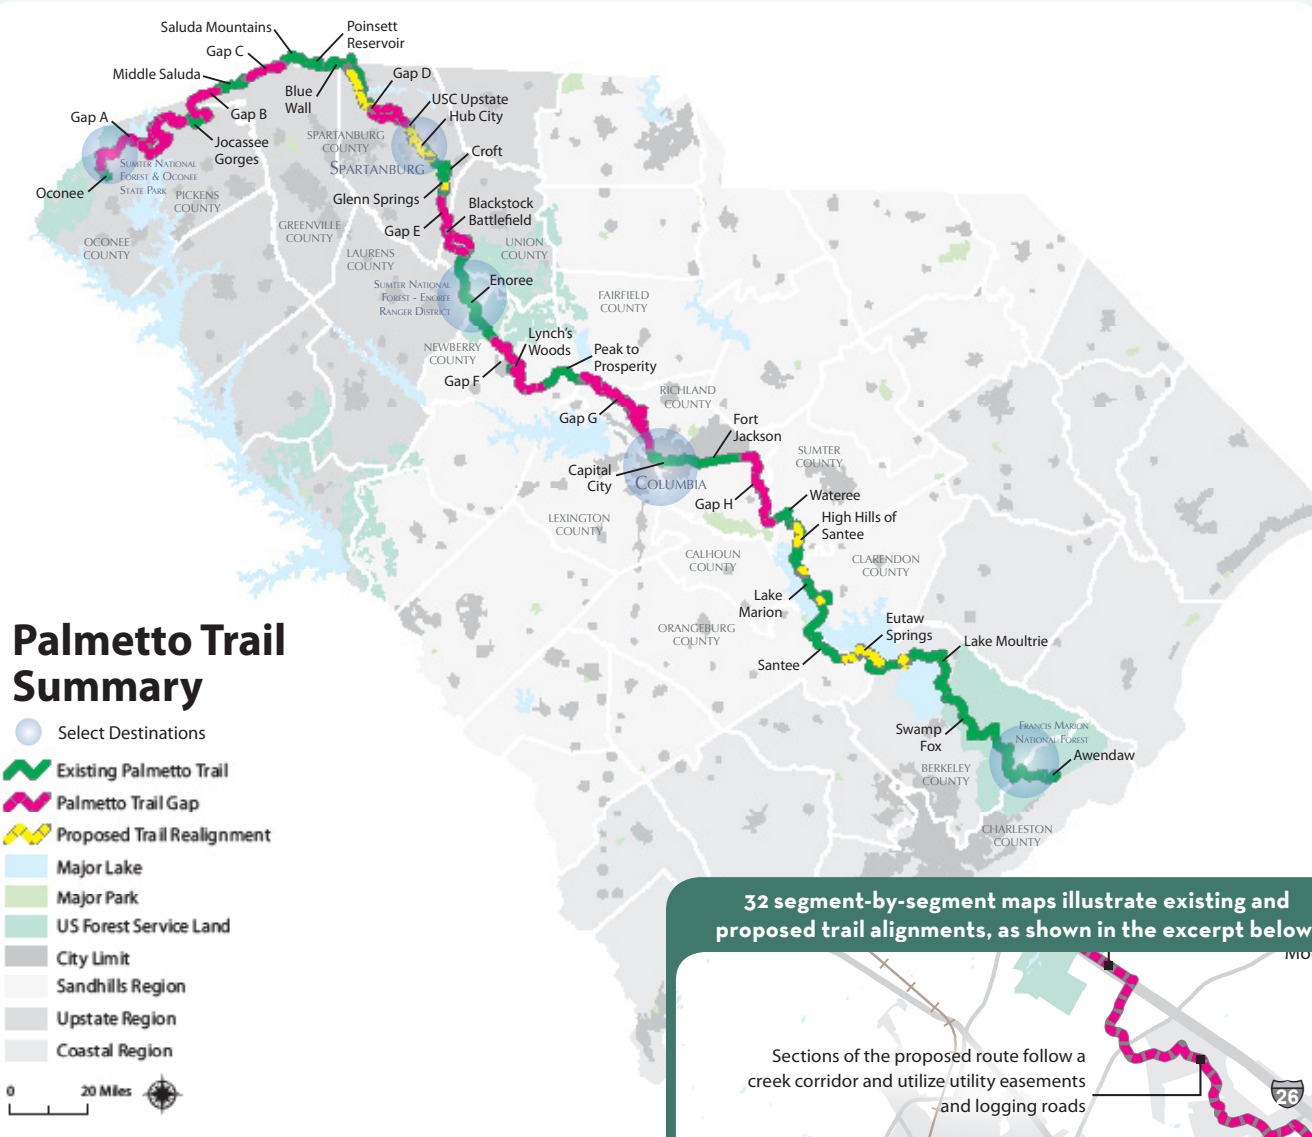 Saluda Mountains
Poinsett
Reservoir
Gap C
Middle Saluda
Blue
Wall
Gap D
USC Upstate
Hub City
Gap A
Gap B
Jocassee
Gorges
SPARTANBURG
COUNTY
SPARTANBURG
Croft
SUMTER NATIONAL
FOREST & OCONEE
STATE PARK
Oconee
PICKENS
COUNTY
Glenn Springs
Blackstock
Battlefield
Gap E
GREENVILLE
COUNTY
OCONEE
COUNTY
LAURENS
COUNTY
UNION
COUNTY
SUMTER NATIONAL
FOREST - ENOREE
RANGER DISTRICT
Enoree
FAIRFIELD
COUNTY
Lynch's
Woods
NEWBERRY
COUNTY
Peak to
Prosperity
Gap F
RICHLAND
COUNTY
Gap G
Fort
Jackson
SUMTER
COUNTY
Capital
City
COLUMBIA
Gap H
Wateree
High Hills of
Santee
LEXINGTON
COUNTY
CALHOUN
COUNTY
CLARENDON
COUNTY
Lake
Marion
ORANGEBURG
COUNTY
Eutaw
Springs
Lake Moultrie
Santee
Swamp
Fox
FRANCIS MARION
NATIONAL FOREST
Awendaw
BERKELEY
COUNTY
CHARLESTON
COUNTY
Palmetto Trail
Summary
Select Destinations
Existing Palmetto Trail
Palmetto Trail Gap
Proposed Trail Realignment
Major Lake
Major Park
US Forest Service Land
City Limit
Sandhills Region
Upstate Region
Coastal Region
0 20 Miles
32 segment-by-segment maps illustrate existing and
proposed trail alignments, as shown in the excerpt below
Sections of the proposed route follow a
creek corridor and utilize utility easements
and logging roads
26